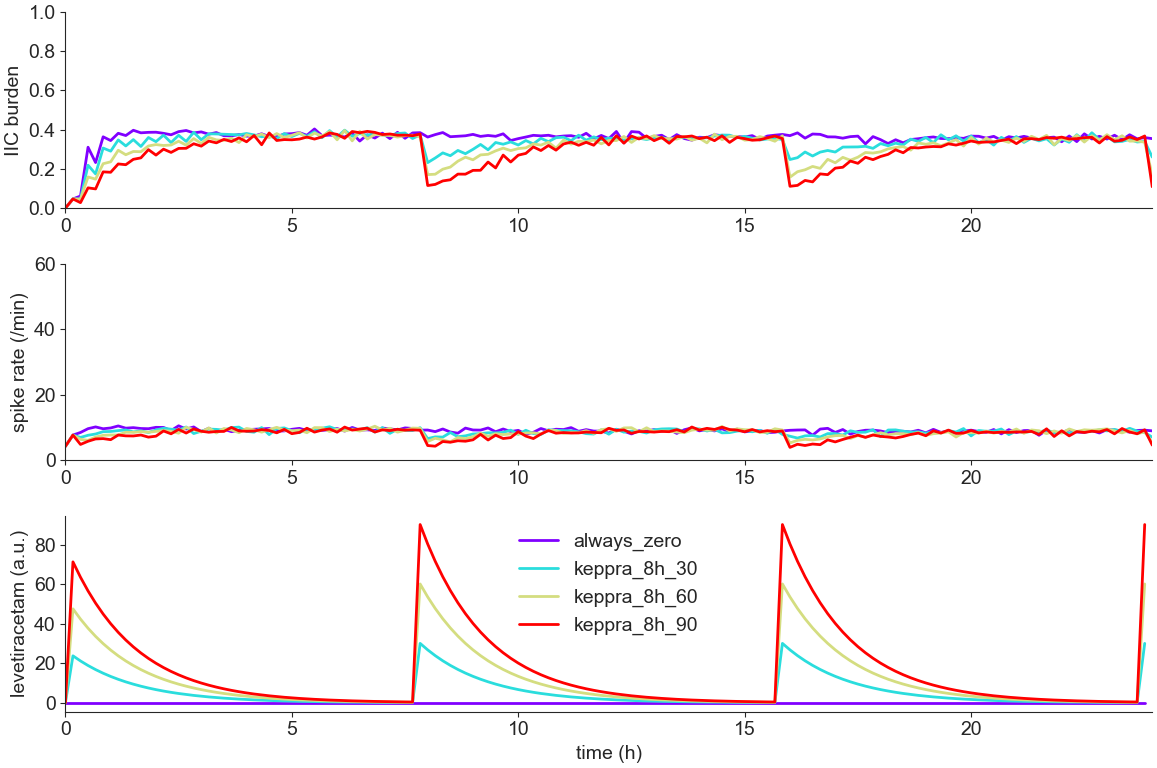 1.0
0.8
0.6
0.4
0.2
0.0
IIC burden
0 5 10 15 20
60
40
20
0
spike rate (/min)
0 5 10 15 20
80
60
40
20
0
levetiracetam (a.u.)
always_zero
keppra_8h_30
keppra_8h_60
keppra_8h_90
0 5 10 15 20
time (h)